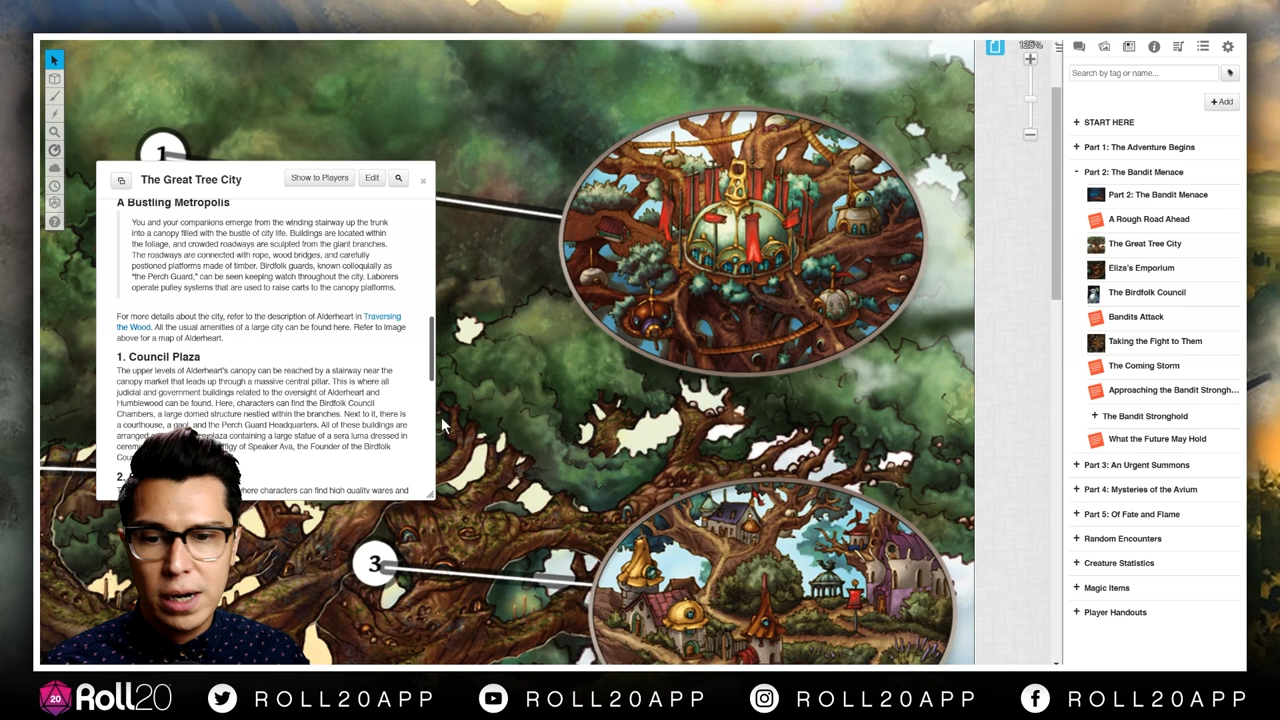 125%
Search by tag or name...
+ Add
+ START HERE
+ Part 1: The Adventure Begins
- Part 2: The Bandit Menace
Part 2: The Bandit Menace
A Rough Road Ahead
The Great Tree City
Eliza's Emporium
The Birdfolk Council
Bandits Attack
Taking the Fight to Them
The Coming Storm
Approaching the Bandit Strongh...
+ The Bandit Stronghold
What the Future May Hold
+ Part 3: An Urgent Summons
+ Part 4: Mysteries of the Avium
+ Part 5: Of Fate and Flame
+ Random Encounters
+ Creature Statistics
+ Magic Items
+ Player Handouts
1
The Great Tree City
Show to Players
Edit
A Bustling Metropolis
You and your companions emerge from the winding stairway up the trunk
into a canopy filled with the bustle of city life. Buildings are located within
the foliage, and crowded roadways are sculpted from the giant branches.
The roadways are connected with rope, wood bridges, and carefully
postioned platforms made of timber. Birdfolk guards, known colloquially as
"the Perch Guard," can be seen keeping watch throughout the city. Laborers
operate pulley systems that are used to raise carts to the canopy platforms.
For more details about the city, refer to the description of Alderheart in Traversing
the Wood. All the usual amenities of a large city can be found here. Refer to image
above for a map of Alderheart.
1. Council Plaza
The upper levels of Alderheart's canopy can be reached by a stairway near the
canopy market that leads up through a massive central pillar. This is where all
judicial and government buildings related to the oversight of Alderheart and
Humblewood can be found. Here, characters can find the Birdfolk Council
Chambers, a large domed structure nestled within the branches. Next to it, there is
a courthouse, a gaol, and the Perch Guard Headquarters. All of these buildings are
arranged plaza containing a large statue of a sera luma dressed in
effigy of Speaker Ava, the Founder of the Birdfolk
2.
where characters can find high quality wares and
3
20 Roll20
ROLL20APP
ROLL20APP
ROLL20APP
ROLL20APP